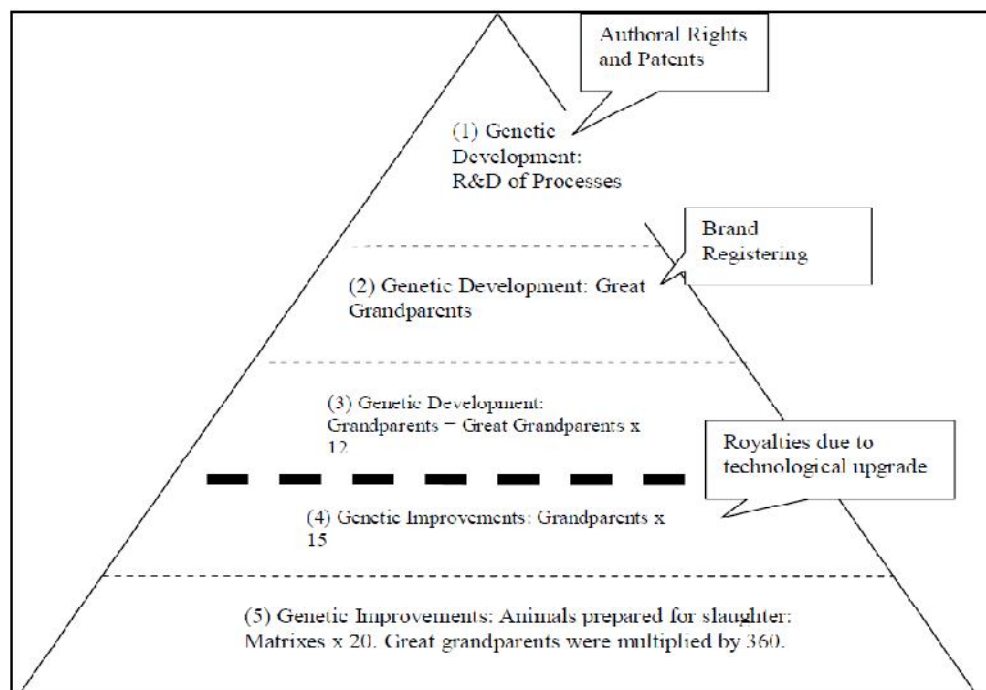 Authoral Rights
and Patents
(1) Genetic
Development:
R&D of Processes
Brand
Registering
(2) Genetic Development: Great
Grandparents
(3) Genetic Development:
Grandparents = Great Grandparents x
12
Royalties due to
technological upgrade
(4) Genetic Improvements: Grandparents x
15
(5) Genetic Improvements: Animals prepared for slaughter:
Matrixes x 20. Great grandparents were multiplied by 360.